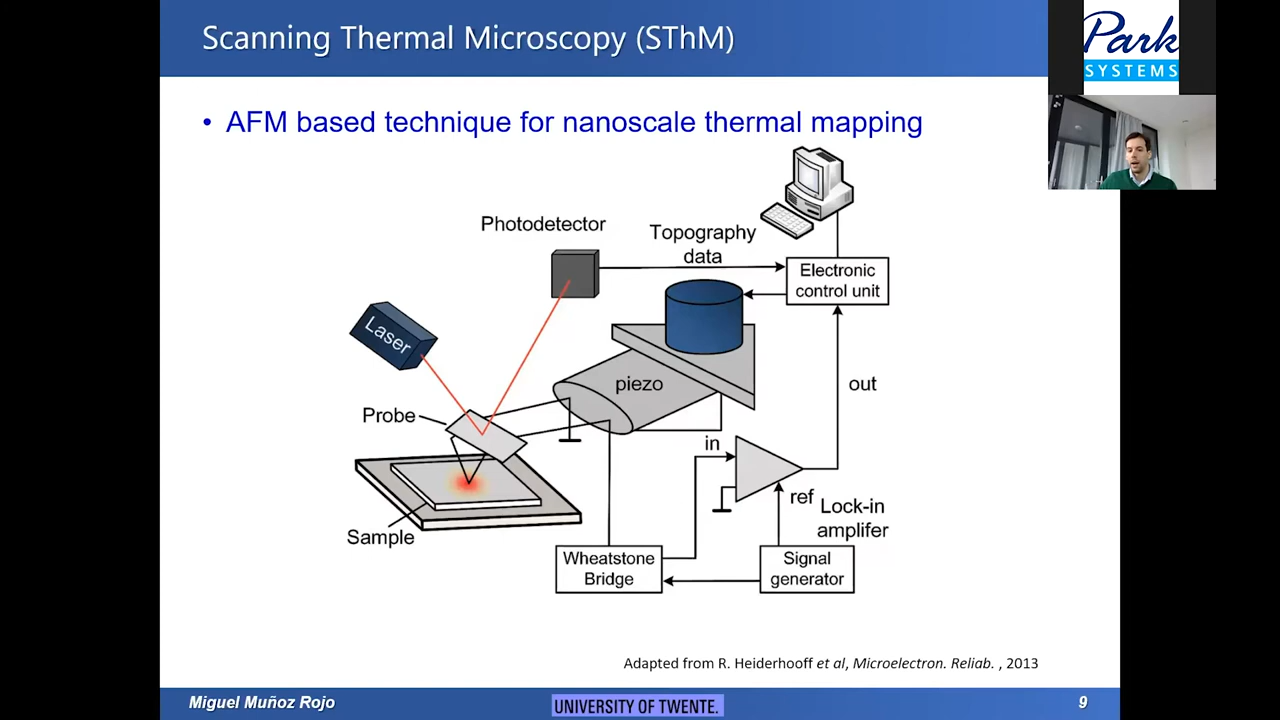 Scanning Thermal Microscopy (SThM)
Park
SYSTEMS
• AFM based technique for nanoscale thermal mapping
Photodetector
Topography
data
Electronic
control unit
Laser
piezo
out
Probe
in
ref
Lock-in
amplifer
Sample
Wheatstone
Bridge
Signal
generator
Adapted from R. Heiderhooff et al, Microelectron. Reliab. , 2013
Miguel Muñoz Rojo
UNIVERSITY OF TWENTE.
9